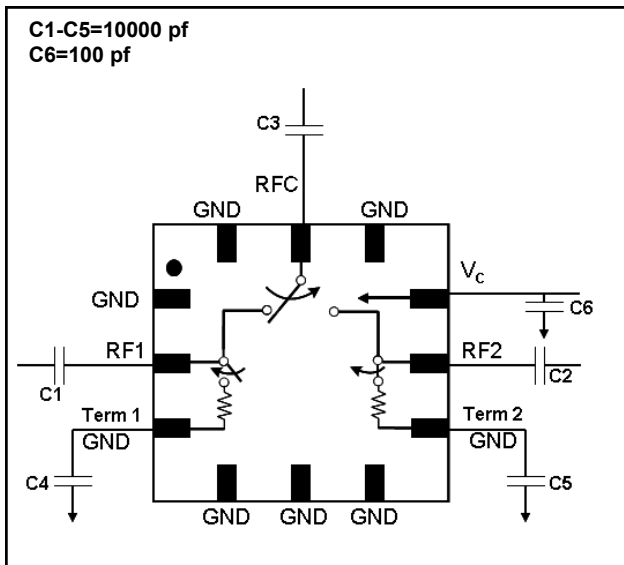 C1-C5=10000 pf
C6=100 pf
C3
RFC
GND
GND
Vc
GND
C6
RF1
RF2
C1
C2
Term 1
GND
Term 2
GND
C4
C5
GND
GND
GND